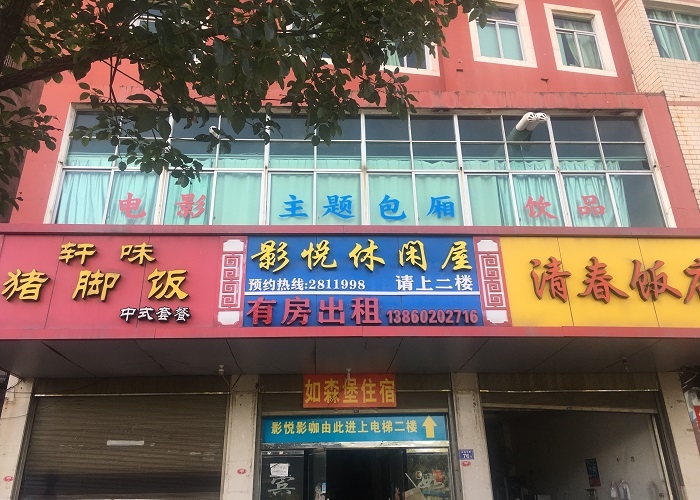 电影 主题包厢 饮品
轩味
猪脚饭
中式套餐
影悦休闲屋
预约热线:2811998 请上二楼
有房出租 13860202716
清春饭店
如森堡住宿
影悦影咖由此进上电梯二楼
宾